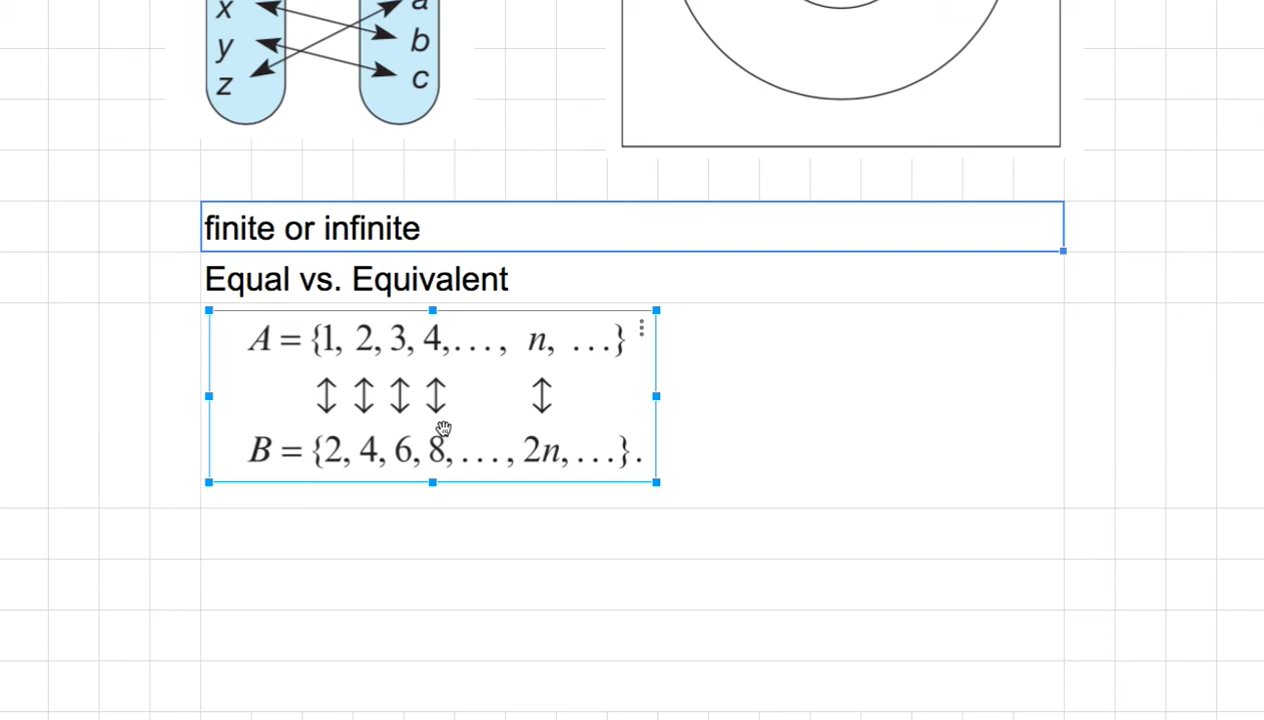 x a
y b
z c
finite or infinite
Equal vs. Equivalent
A = {1, 2, 3, 4,..., n, ...}
↕ ↕ ↕ ↕ ↕
B = {2, 4, 6, 8,..., 2n, ...}.